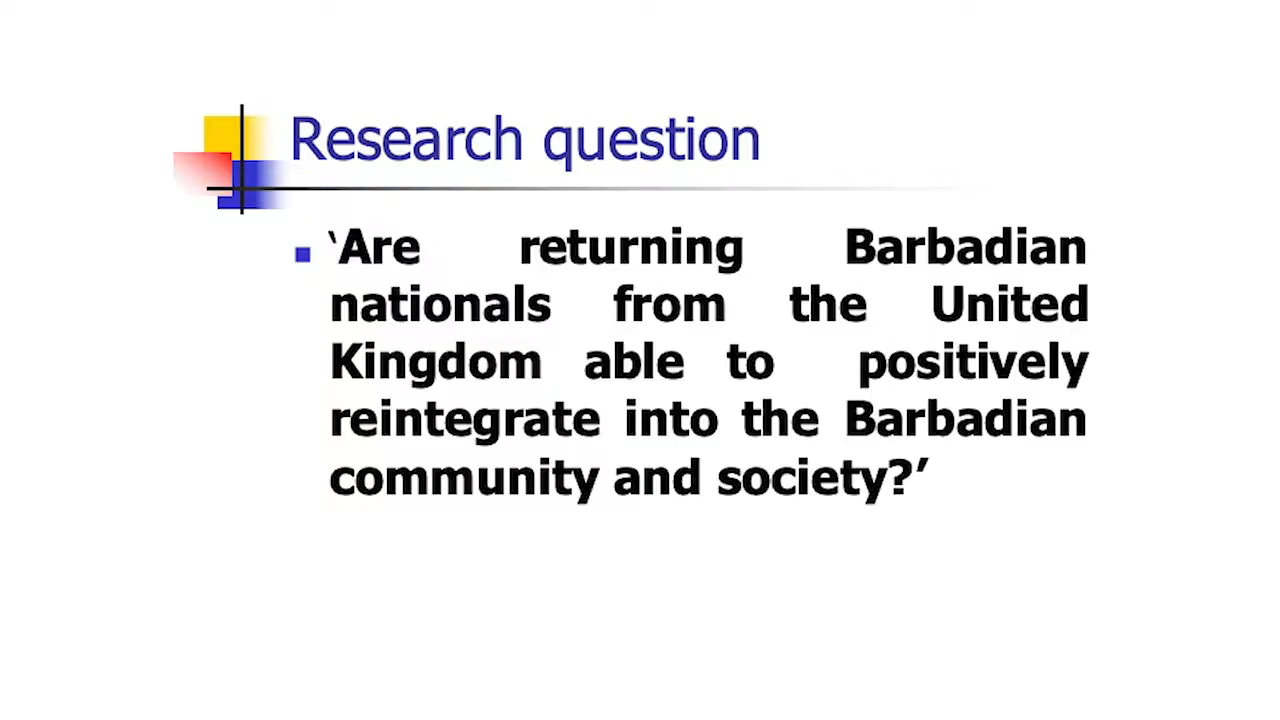 Research question
‘Are returning Barbadian
nationals from the United
Kingdom able to positively
reintegrate into the Barbadian
community and society?’